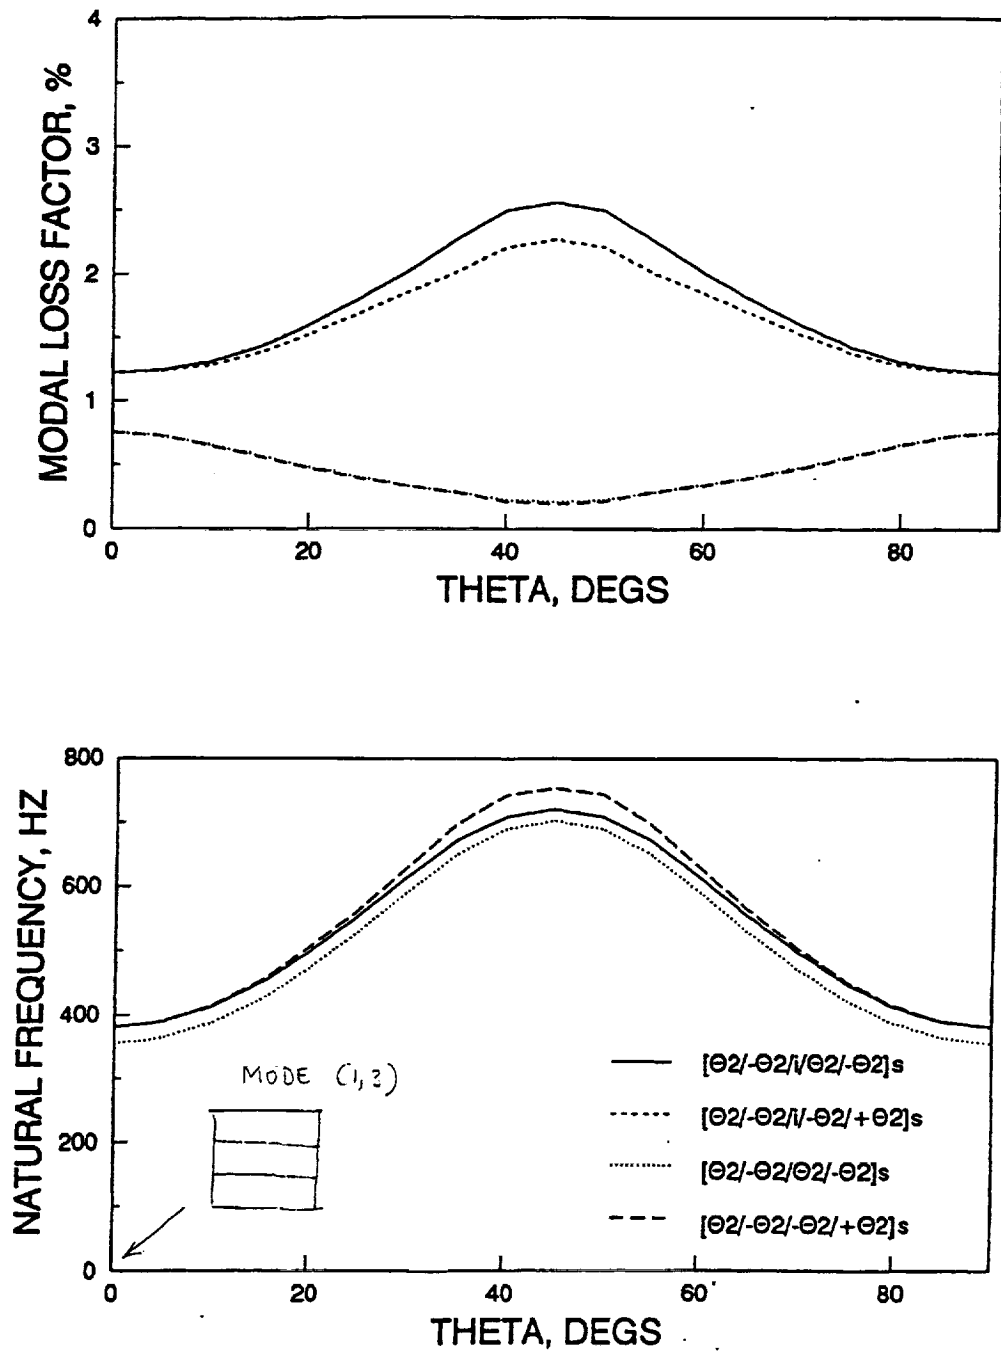 4
3
2
1
0
MODAL LOSS FACTOR, %
0 20 40 60 80
THETA, DEGS
800
600
400
200
0
NATURAL FREQUENCY, HZ
MODE (1,3)
[Θ2/-Θ2/i/Θ2/-Θ2]s
[Θ2/-Θ2/i/-Θ2/+Θ2]s
[Θ2/-Θ2/Θ2/-Θ2]s
[Θ2/-Θ2/-Θ2/+Θ2]s
0 20 40 60 80
THETA, DEGS